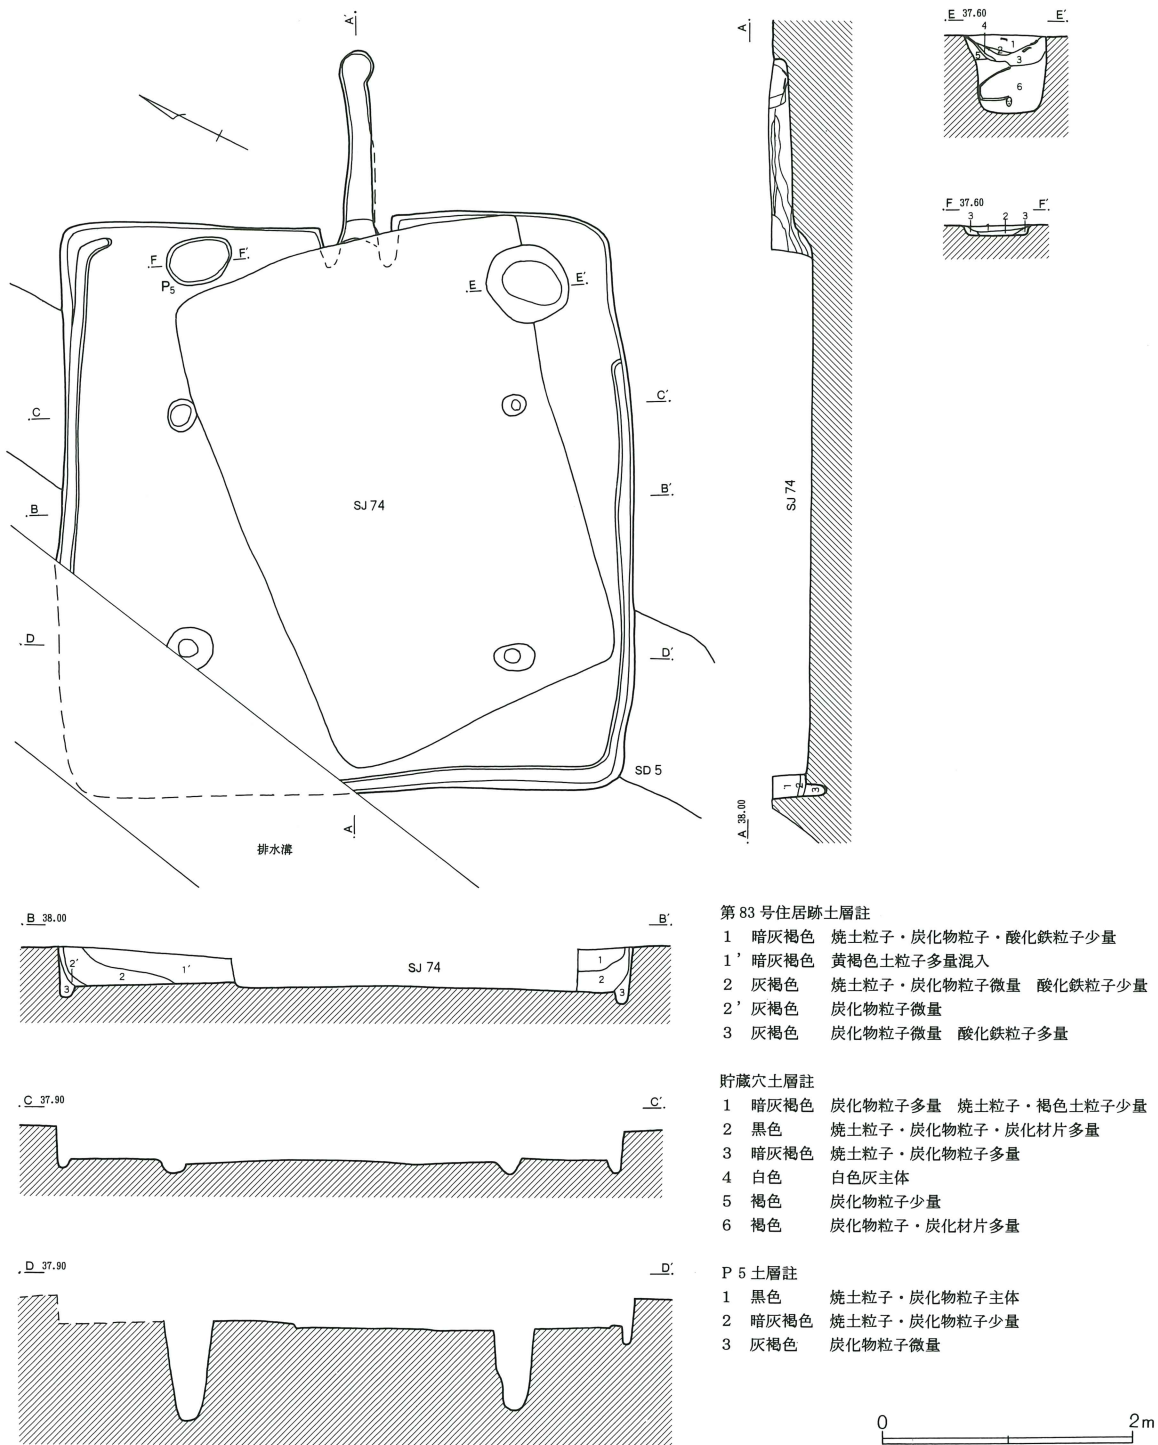 A′
A
E 37.60 E′
4
1
2
3
5
6
F 37.60 F′
3 1 2 3
F F′
P5
E E′
C C′
B B′
SJ 74
SJ 74
D D′
SD 5
A
排水溝
A 38.00
1 2 3
B 38.00 B′
2′ 1′ SJ 74 1
3 2 2 3
C 37.90 C′
D 37.90 D′
第83号住居跡土層註
1 暗灰褐色 焼土粒子・炭化物粒子・酸化鉄粒子少量
1’ 暗灰褐色 黄褐色土粒子多量混入
2 灰褐色 焼土粒子・炭化物粒子微量 酸化鉄粒子少量
2’ 灰褐色 炭化物粒子微量
3 灰褐色 炭化物粒子微量 酸化鉄粒子多量
貯蔵穴土層註
1 暗灰褐色 炭化物粒子多量 焼土粒子・褐色土粒子少量
2 黒色 焼土粒子・炭化物粒子・炭化材片多量
3 暗灰褐色 焼土粒子・炭化物粒子多量
4 白色 白色灰主体
5 褐色 炭化物粒子少量
6 褐色 炭化物粒子・炭化材片多量
P5土層註
1 黒色 焼土粒子・炭化物粒子主体
2 暗灰褐色 焼土粒子・炭化物粒子少量
3 灰褐色 炭化物粒子微量
0 2m